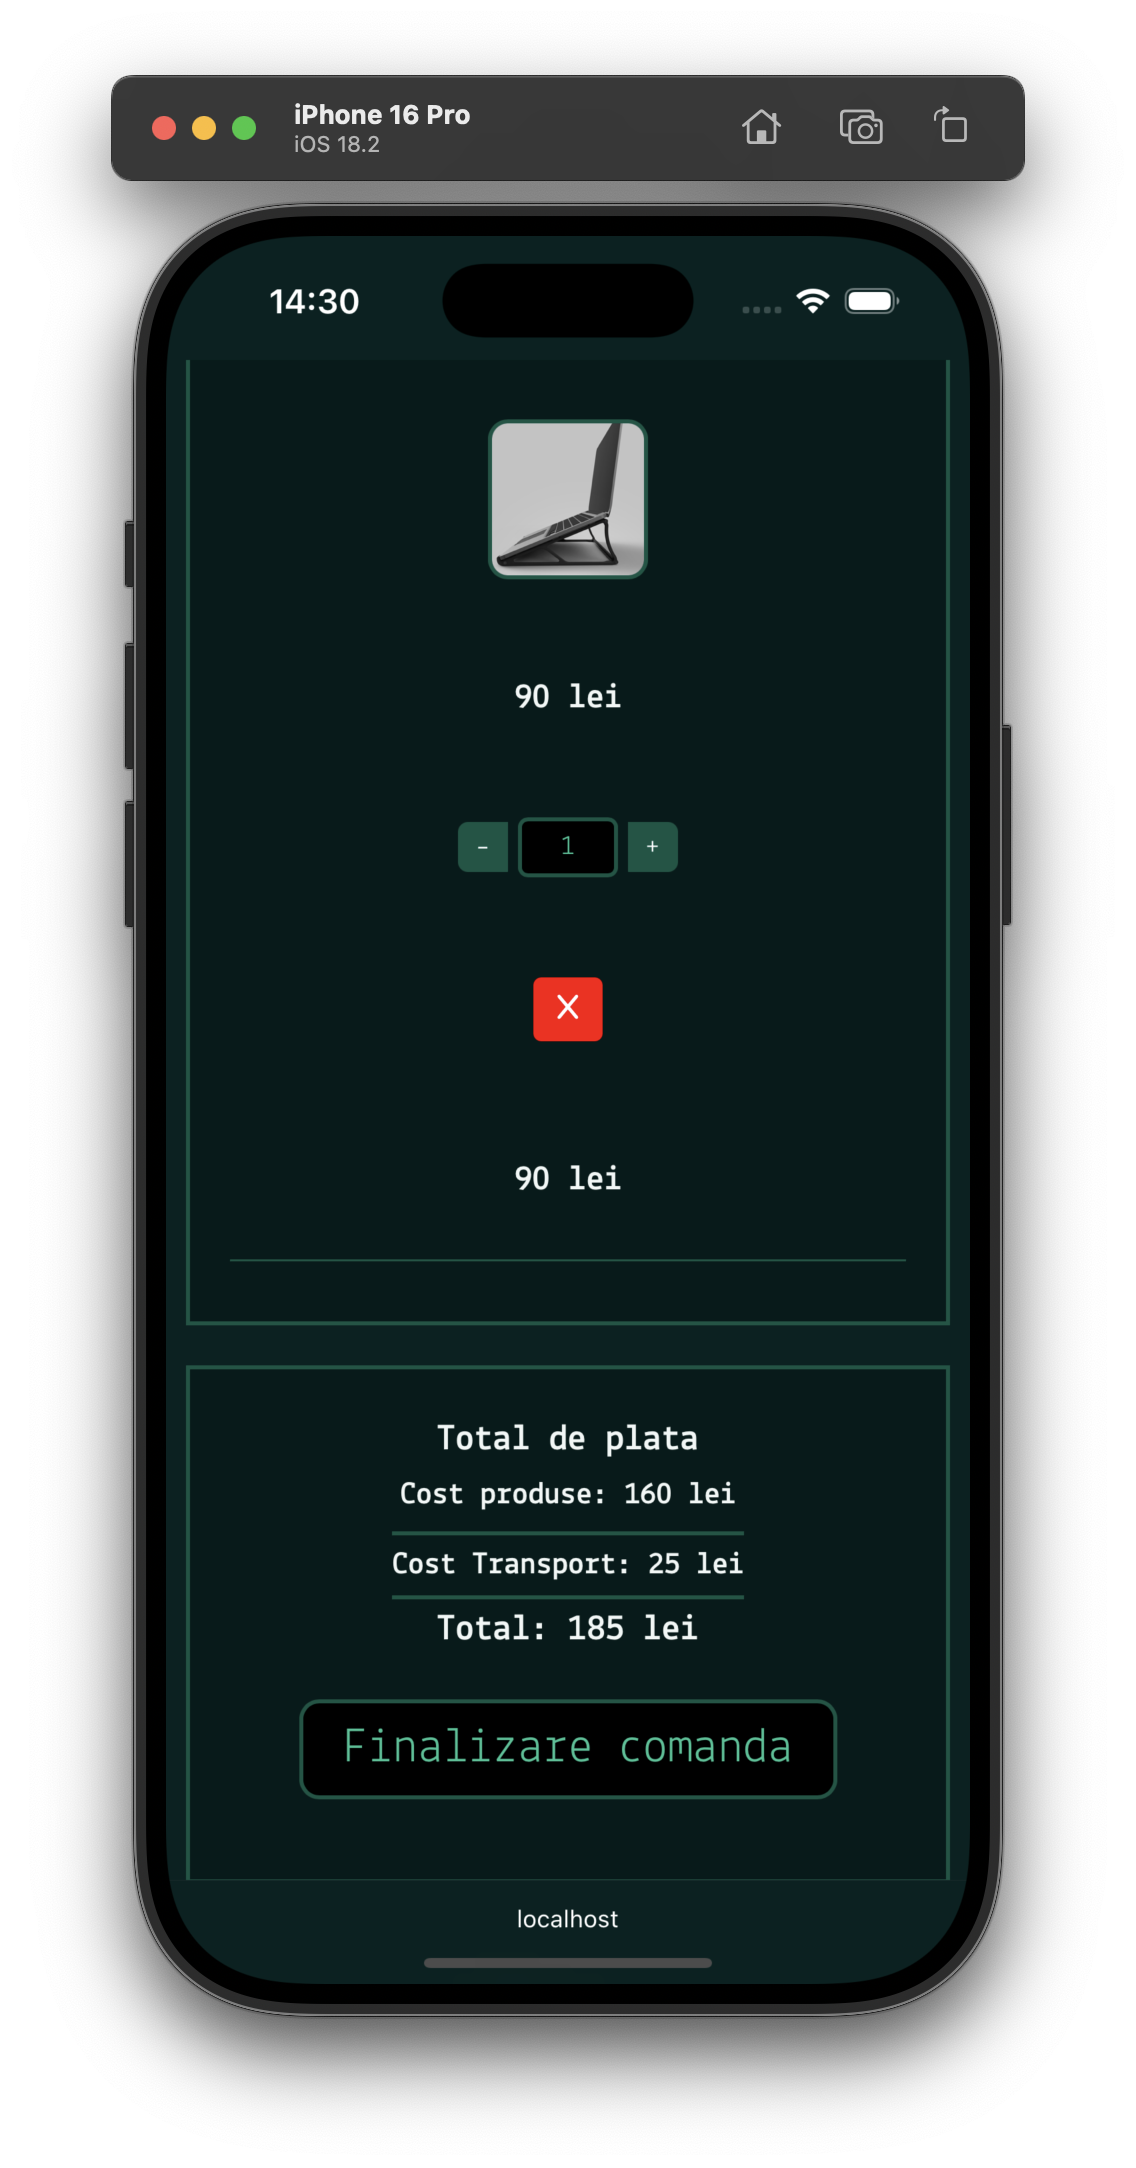 iPhone 16 Pro
iOS 18.2
14:30
90 lei
- 1 +
X
90 lei
Total de plata
Cost produse: 160 lei
Cost Transport: 25 lei
Total: 185 lei
Finalizare comanda
localhost